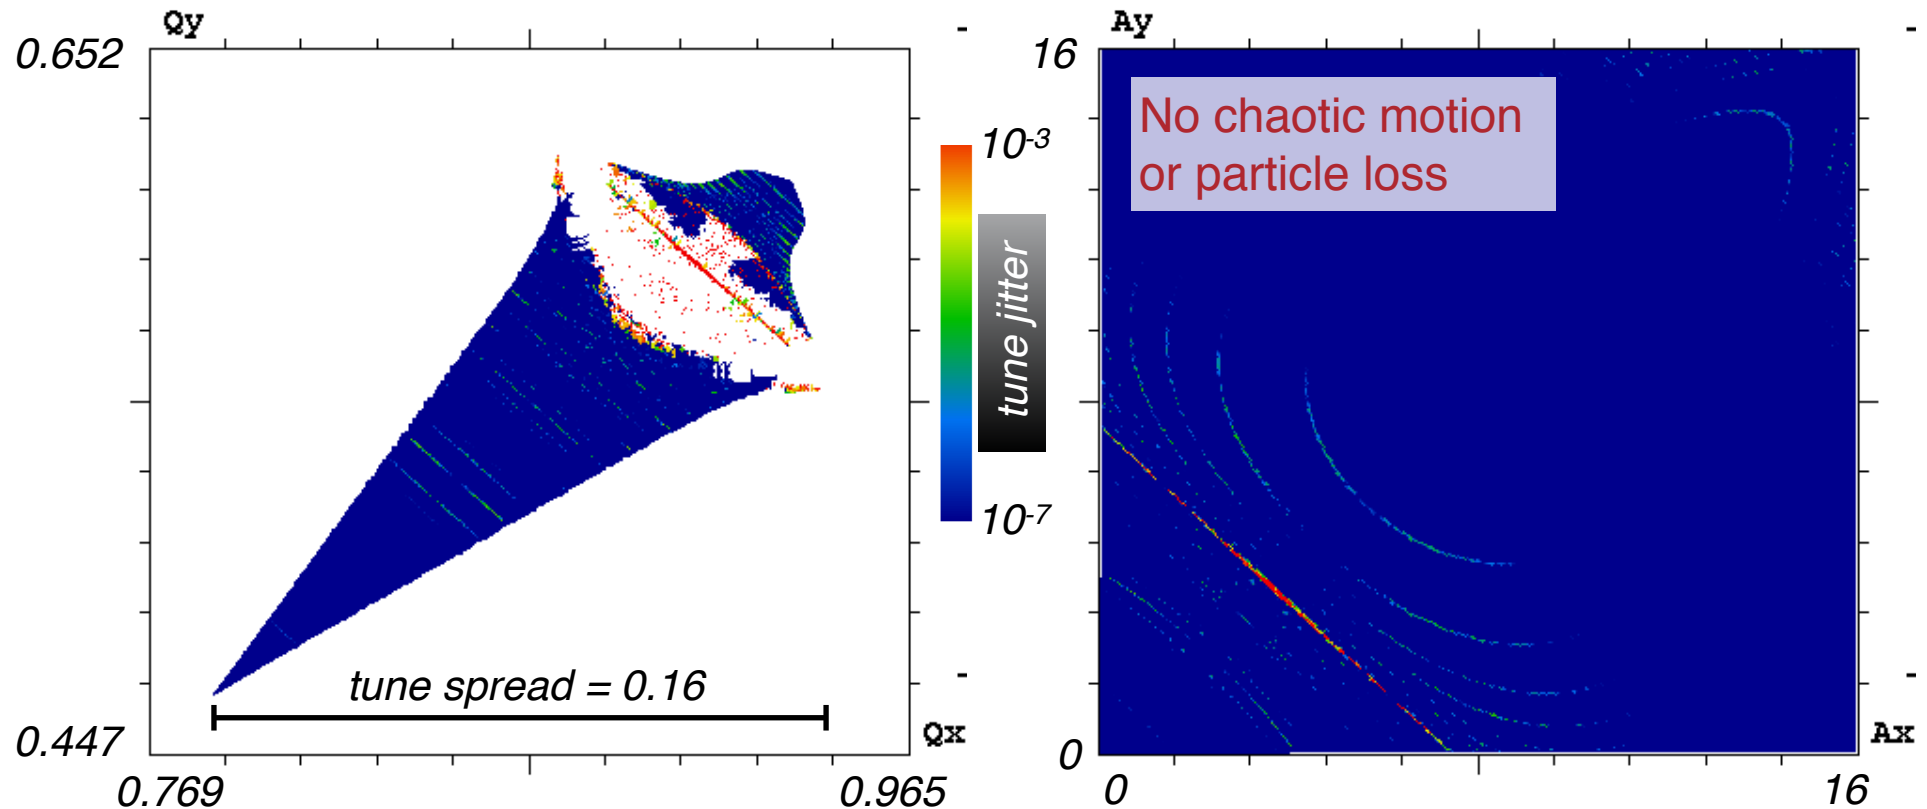 Qy
0.652
tune spread = 0.16
Qx
0.447
0.769
0.965
10-3
tune jitter
10-7
Ay
16
No chaotic motion
or particle loss
0
Ax
0
16